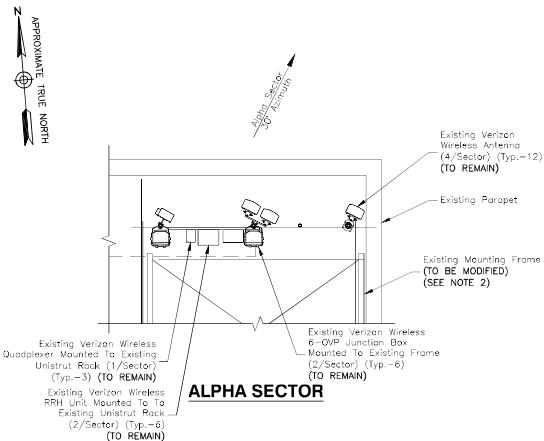 N
APPROXIMATE TRUE NORTH
Alpha Sector
30° Azimuth
Existing Verizon
Wireless Antenna
(4/Sector) (Typ.-12)
(TO REMAIN)
Existing Parapet
Existing Mounting Frame
(TO BE MODIFIED)
(SEE NOTE 2)
Existing Verizon Wireless
Quadplexer Mounted To Existing
Unistrut Rack (1/Sector)
(Typ.-3) (TO REMAIN)
Existing Verizon Wireless
6-OVP Junction Box
Mounted To Existing Frame
(2/Sector) (Typ.-6)
(TO REMAIN)
Existing Verizon Wireless
RRH Unit Mounted To To
Existing Unistrut Rack
(2/Sector) (Typ.-6)
(TO REMAIN)
ALPHA SECTOR